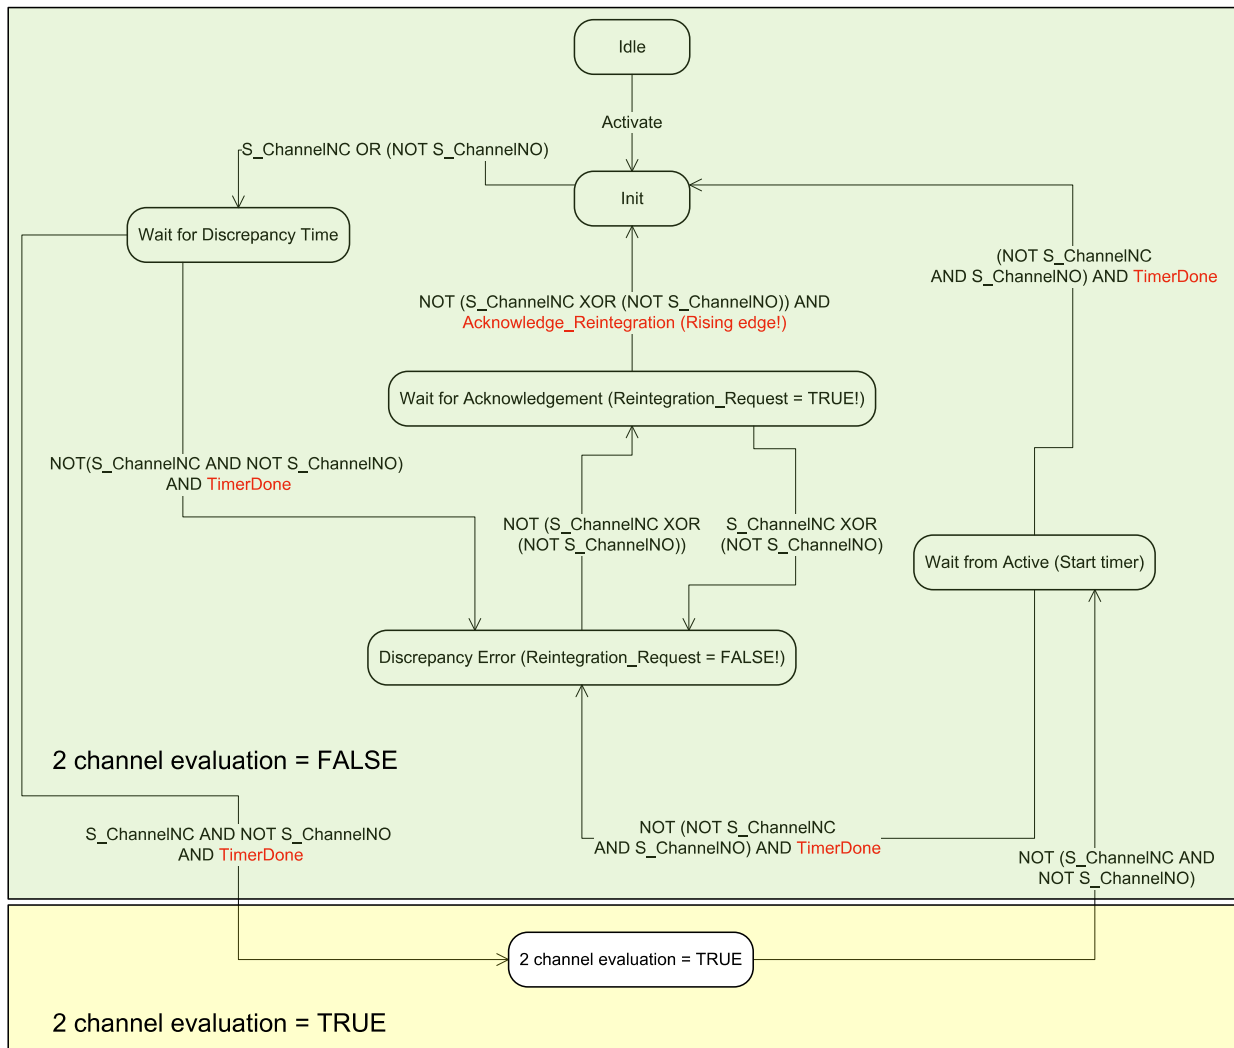 Idle
Activate
S_ChannelNC OR (NOT S_ChannelNO)
Init
Wait for Discrepancy Time
(NOT S_ChannelNC
AND S_ChannelNO) AND TimerDone
NOT (S_ChannelNC XOR (NOT S_ChannelNO)) AND
Acknowledge_Reintegration (Rising edge!)
Wait for Acknowledgement (Reintegration_Request = TRUE!)
NOT(S_ChannelNC AND NOT S_ChannelNO)
AND TimerDone
NOT (S_ChannelNC XOR
(NOT S_ChannelNO))
S_ChannelNC XOR
(NOT S_ChannelNO)
Wait from Active (Start timer)
Discrepancy Error (Reintegration_Request = FALSE!)
2 channel evaluation = FALSE
S_ChannelNC AND NOT S_ChannelNO
AND TimerDone
NOT (NOT S_ChannelNC
AND S_ChannelNO) AND TimerDone
NOT (S_ChannelNC AND
NOT S_ChannelNO)
2 channel evaluation = TRUE
2 channel evaluation = TRUE